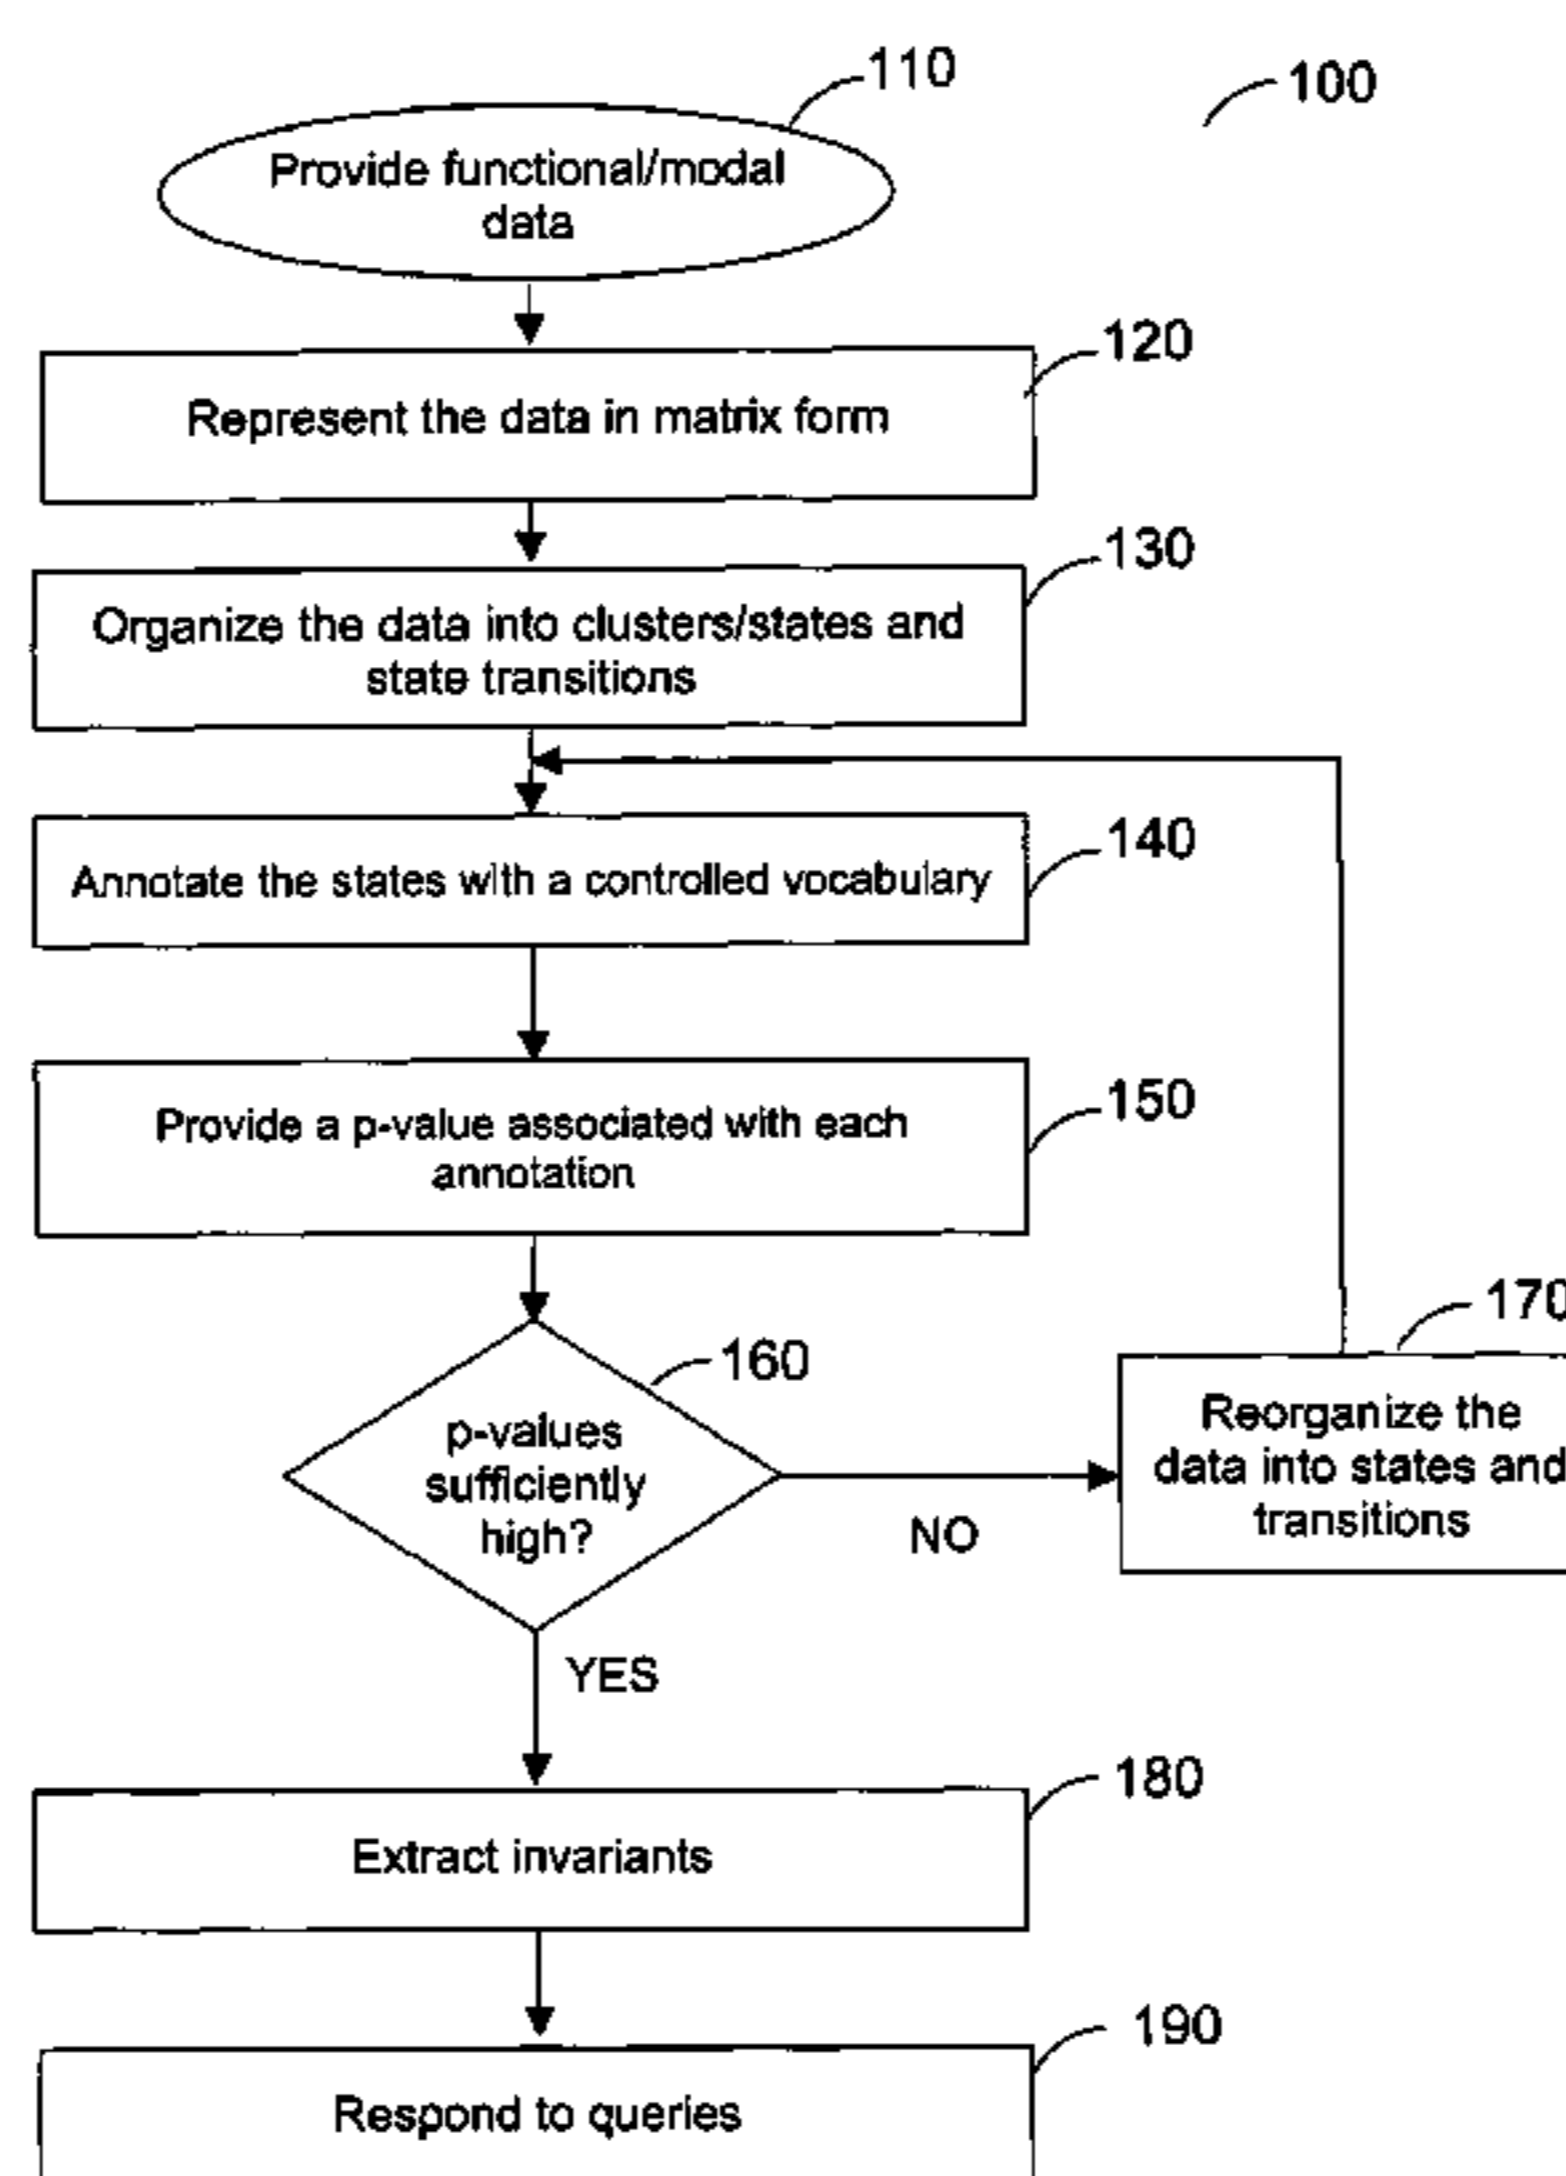 110
100
Provide functional/modal
data
120
Represent the data in matrix form
130
Organize the data into clusters/states and
state transitions
140
Annotate the states with a controlled vocabulary
150
Provide a p-value associated with each
annotation
160
p-values
sufficiently
high?
NO
170
Reorganize the
data into states and
transitions
YES
180
Extract invariants
190
Respond to queries